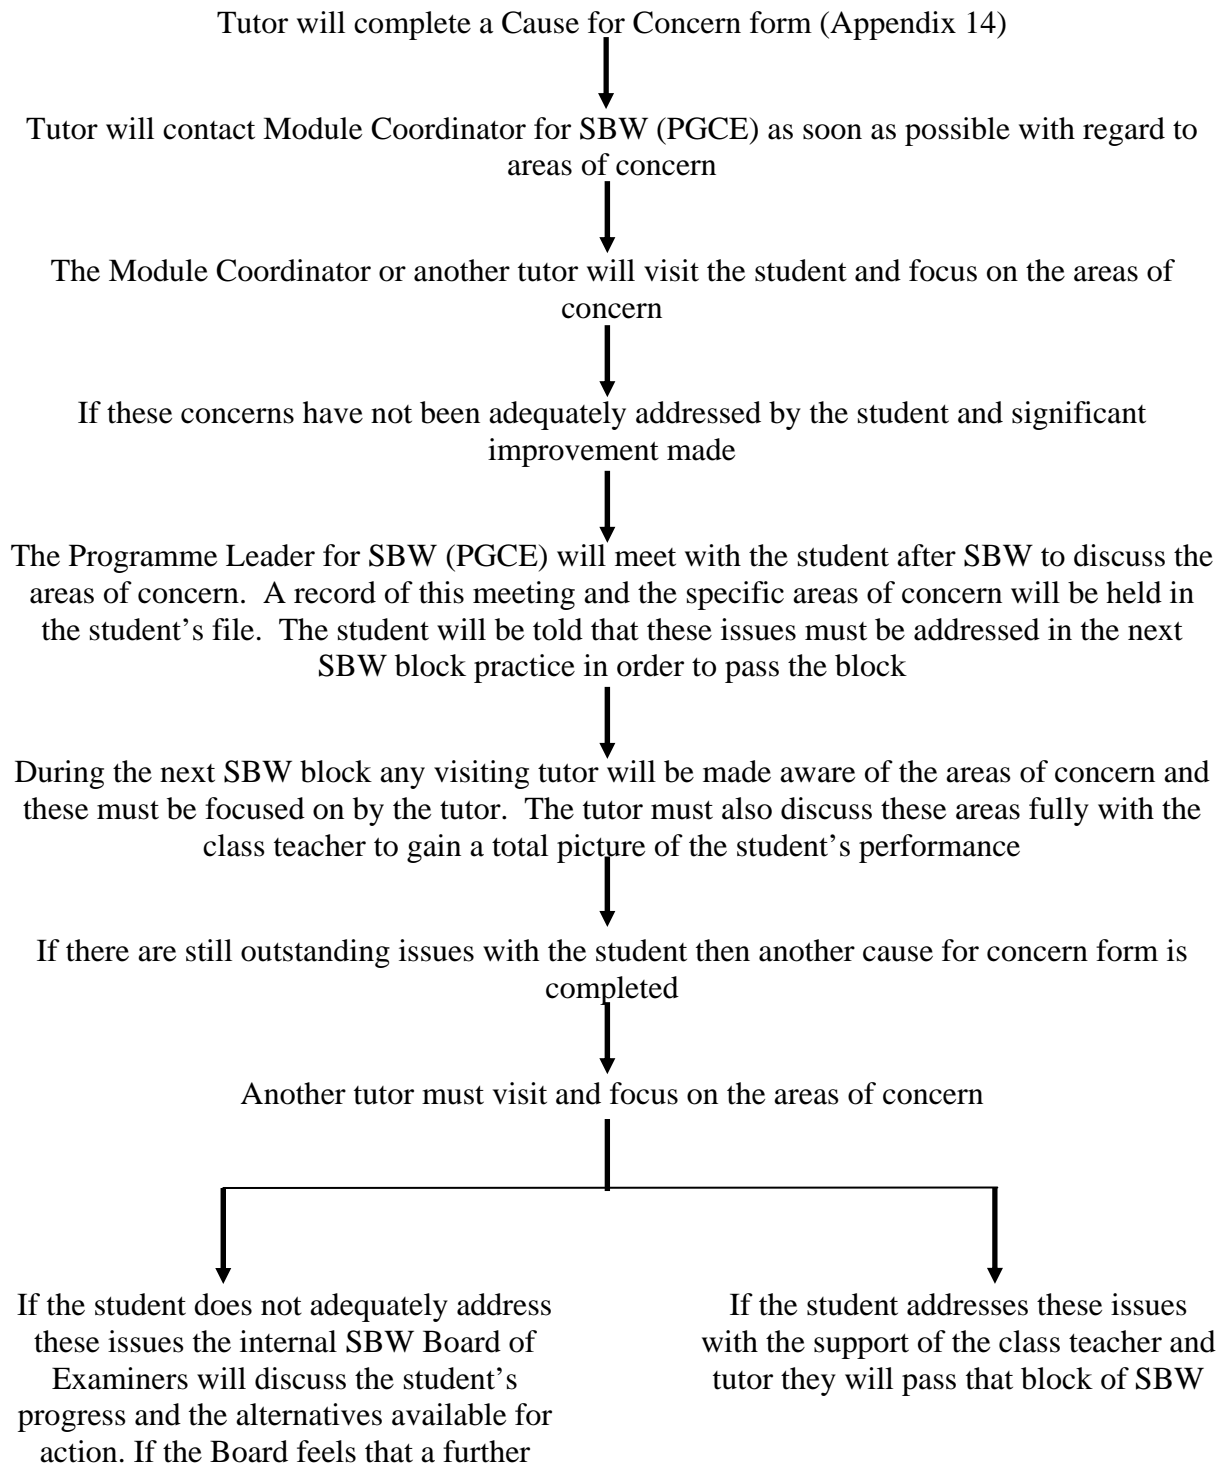 Tutor will complete a Cause for Concern form (Appendix 14)
Tutor will contact Module Coordinator for SBW (PGCE) as soon as possible with regard to
areas of concern
The Module Coordinator or another tutor will visit the student and focus on the areas of
concern
If these concerns have not been adequately addressed by the student and significant
improvement made
The Programme Leader for SBW (PGCE) will meet with the student after SBW to discuss the
areas of concern.  A record of this meeting and the specific areas of concern will be held in
the student’s file.  The student will be told that these issues must be addressed in the next
SBW block practice in order to pass the block
During the next SBW block any visiting tutor will be made aware of the areas of concern and
these must be focused on by the tutor.  The tutor must also discuss these areas fully with the
class teacher to gain a total picture of the student’s performance
If there are still outstanding issues with the student then another cause for concern form is
completed
Another tutor must visit and focus on the areas of concern
If the student does not adequately address
these issues the internal SBW Board of
Examiners will discuss the student’s
progress and the alternatives available for
action. If the Board feels that a further
If the student addresses these issues
with the support of the class teacher and
tutor they will pass that block of SBW